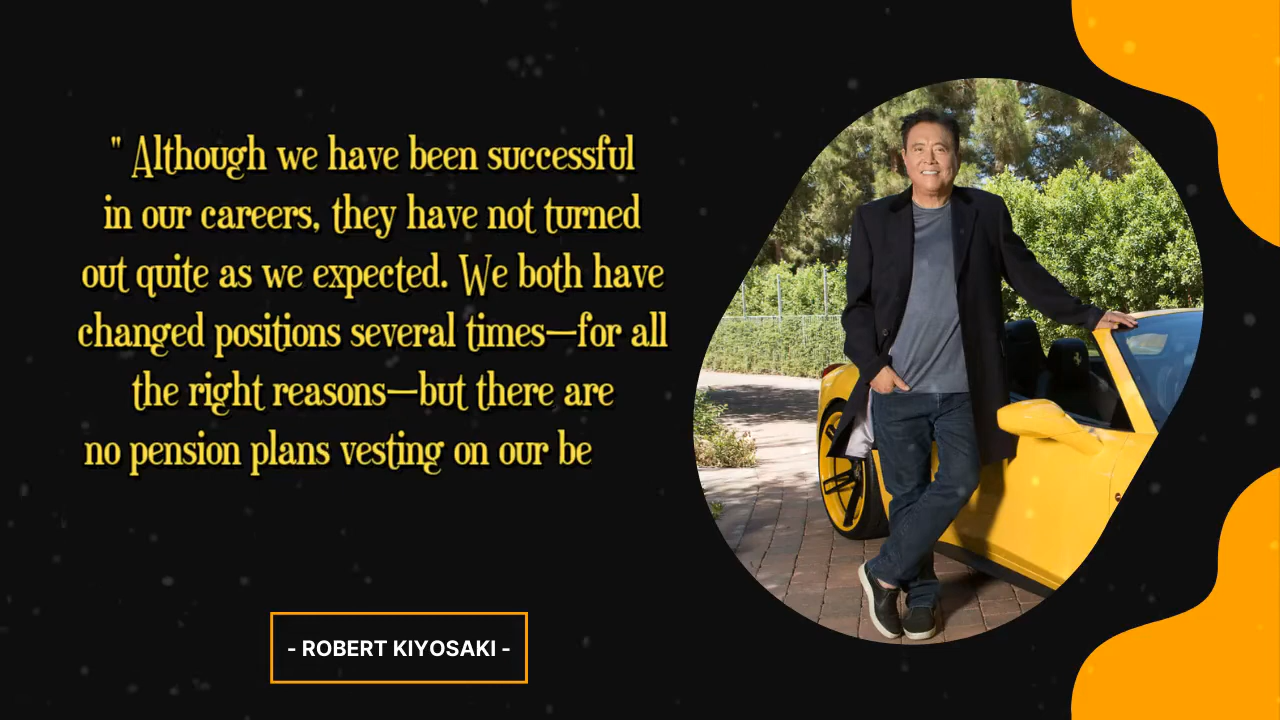 " Although we have been successful
in our careers, they have not turned
out quite as we expected. We both have
changed positions several times—for all
the right reasons—but there are
no pension plans vesting on our be
- ROBERT KIYOSAKI -